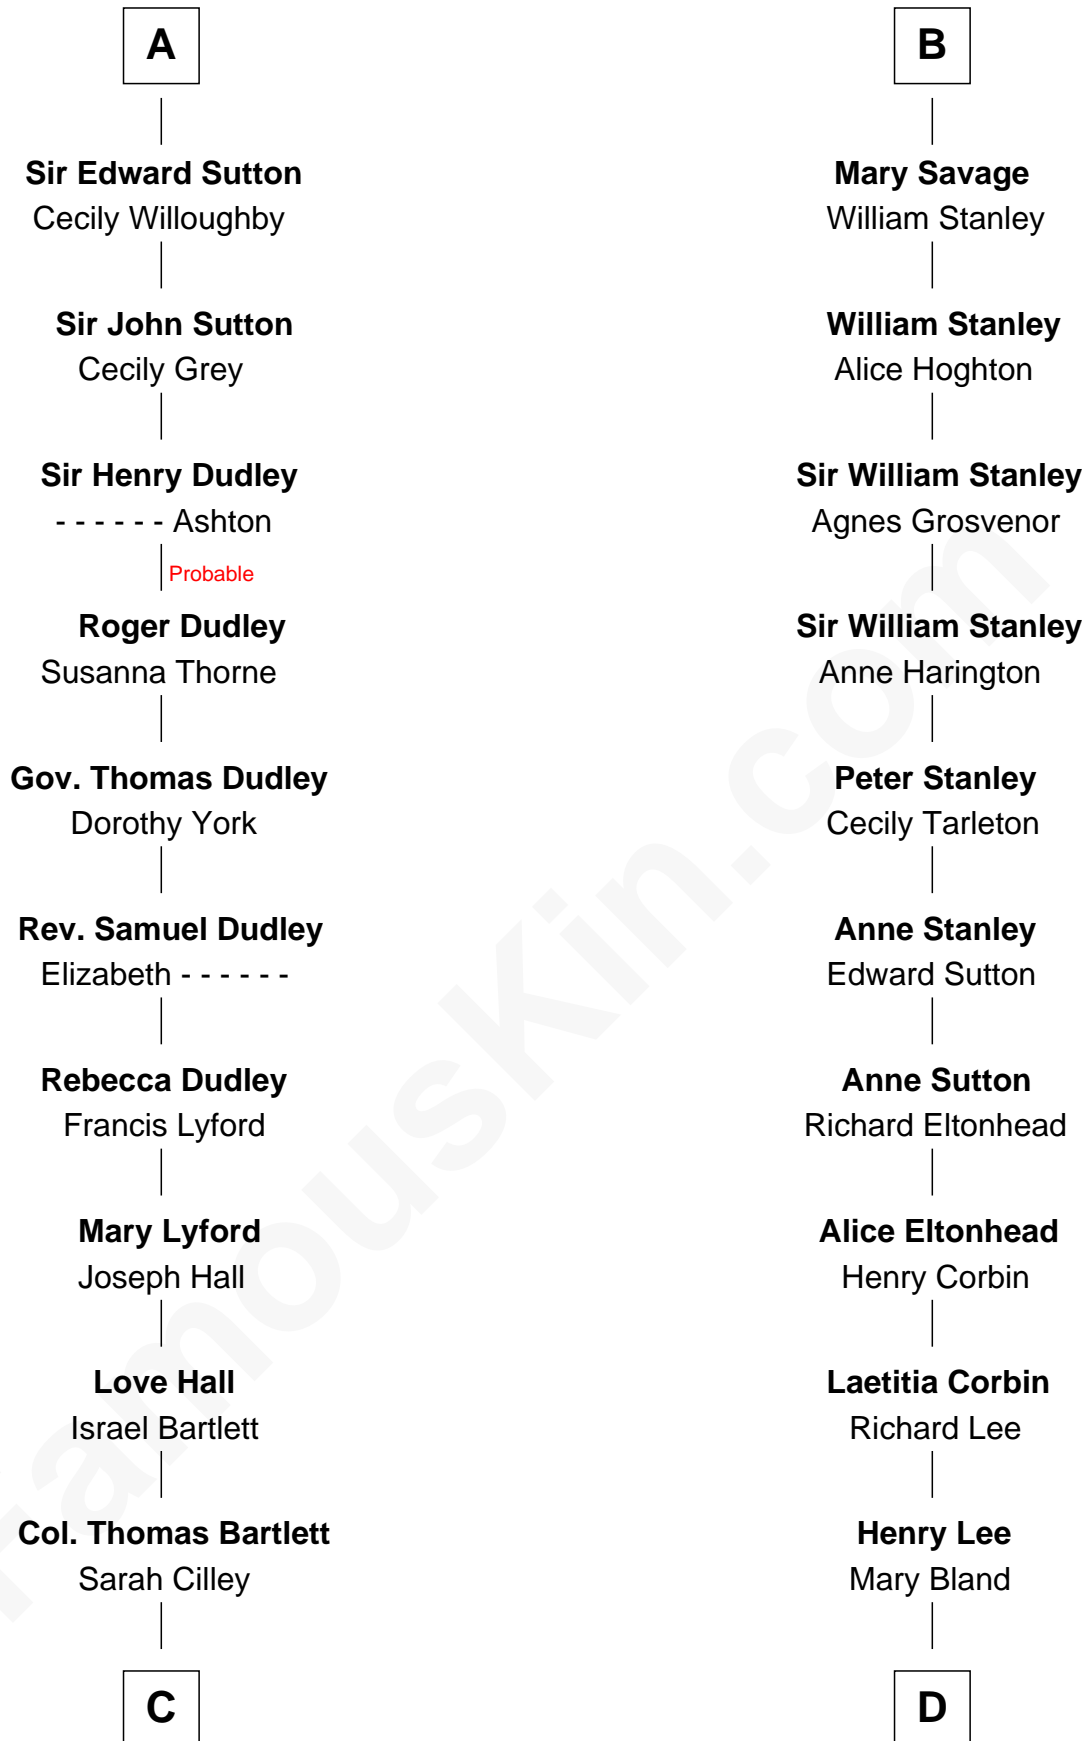 A
Sir Edward Sutton
Cecily Willoughby
Sir John Sutton
Cecily Grey
Sir Henry Dudley
- - - - - - Ashton
Probable
Roger Dudley
Susanna Thorne
Gov. Thomas Dudley
Dorothy York
Rev. Samuel Dudley
Elizabeth - - - - - -
Rebecca Dudley
Francis Lyford
Mary Lyford
Joseph Hall
Love Hall
Israel Bartlett
Col. Thomas Bartlett
Sarah Cilley
C
B
Mary Savage
William Stanley
William Stanley
Alice Hoghton
Sir William Stanley
Agnes Grosvenor
Sir William Stanley
Anne Harington
Peter Stanley
Cecily Tarleton
Anne Stanley
Edward Sutton
Anne Sutton
Richard Eltonhead
Alice Eltonhead
Henry Corbin
Laetitia Corbin
Richard Lee
Henry Lee
Mary Bland
D
FamousKin.com